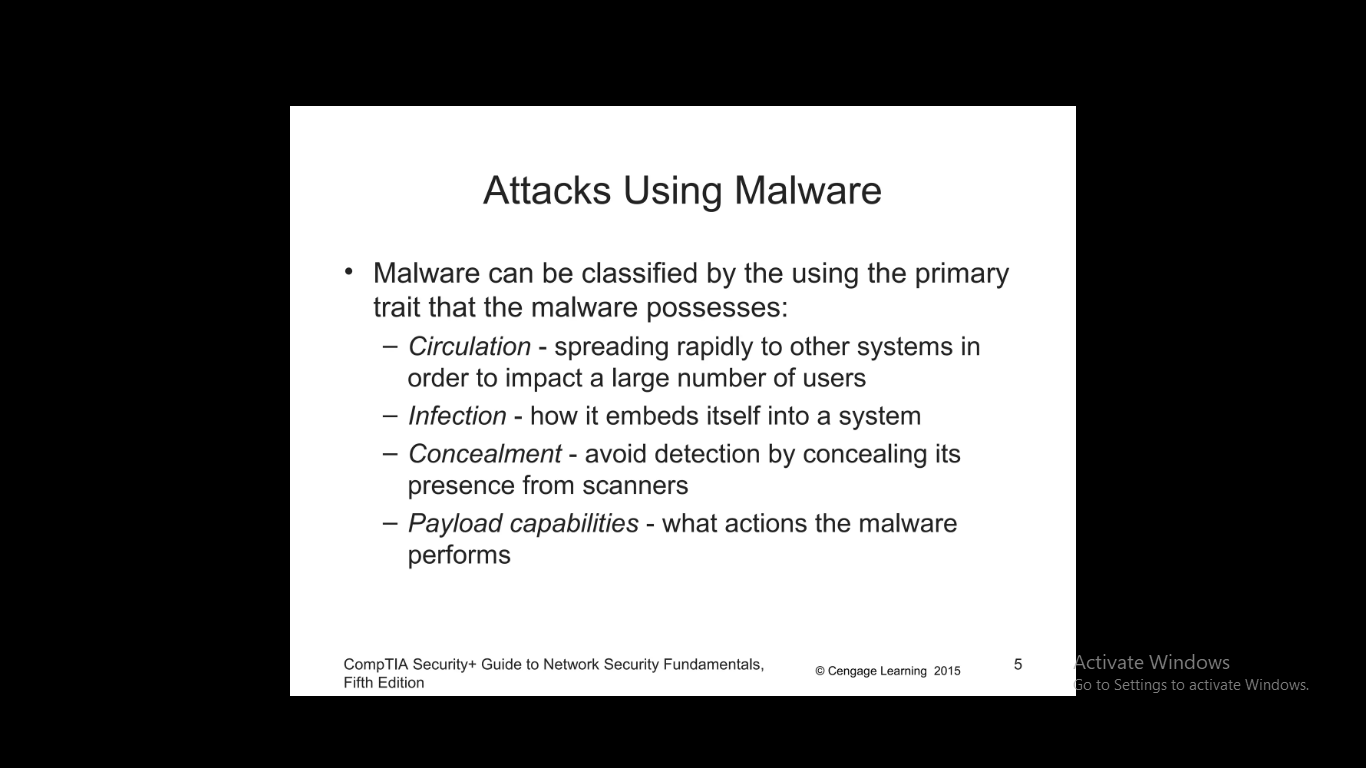 Attacks Using Malware
• Malware can be classified by the using the primary
trait that the malware possesses:
– Circulation - spreading rapidly to other systems in
order to impact a large number of users
– Infection - how it embeds itself into a system
– Concealment - avoid detection by concealing its
presence from scanners
– Payload capabilities - what actions the malware
performs
CompTIA Security+ Guide to Network Security Fundamentals,
Fifth Edition
© Cengage Learning 2015
5
Activate Windows
Go to Settings to activate Windows.